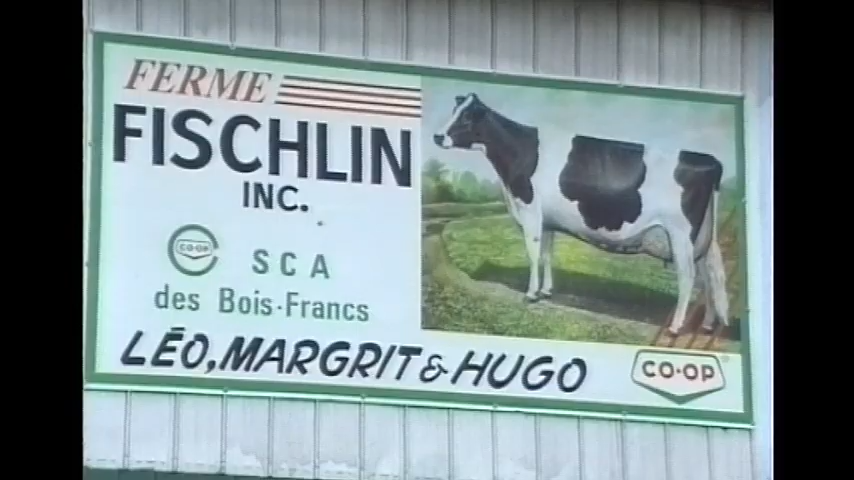 FERME
FISCHLIN
INC.
CO-OP
SCA
des Bois-Francs
LÉO, MARGRIT & HUGO
CO-OP